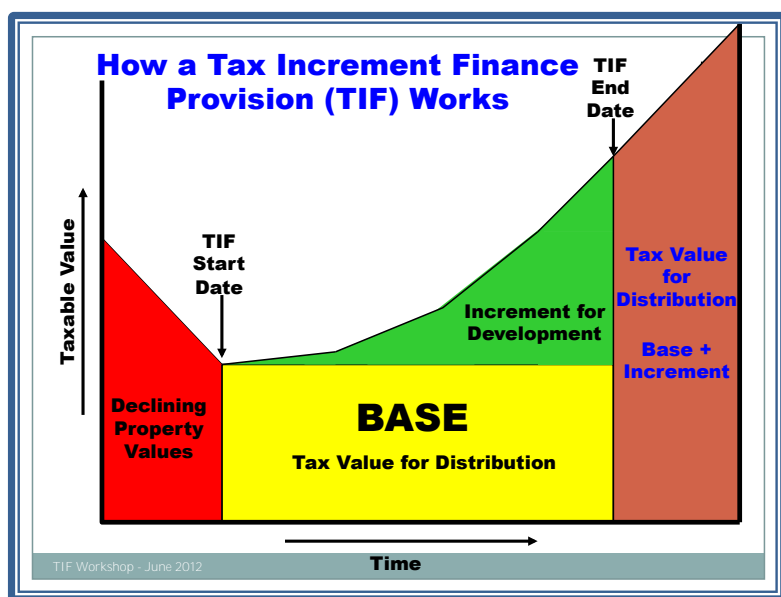 How a Tax Increment Finance
Provision (TIF) Works
TIF
End
Date
Taxable Value
TIF
Start
Date
Tax Value
for
Distribution
Increment for
Development
Base +
Increment
Declining
Property
Values
BASE
Tax Value for Distribution
Time
TIF Workshop - June 2012